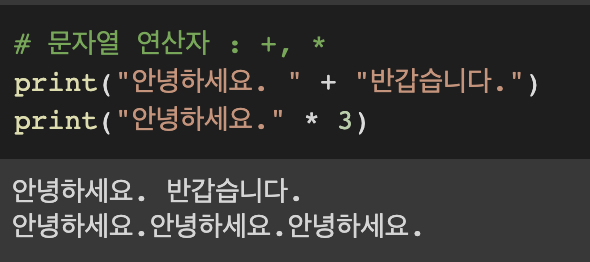 # 문자열 연산자 : +, *
print("안녕하세요. " + "반갑습니다.")
print("안녕하세요." * 3)
안녕하세요. 반갑습니다.
안녕하세요.안녕하세요.안녕하세요.